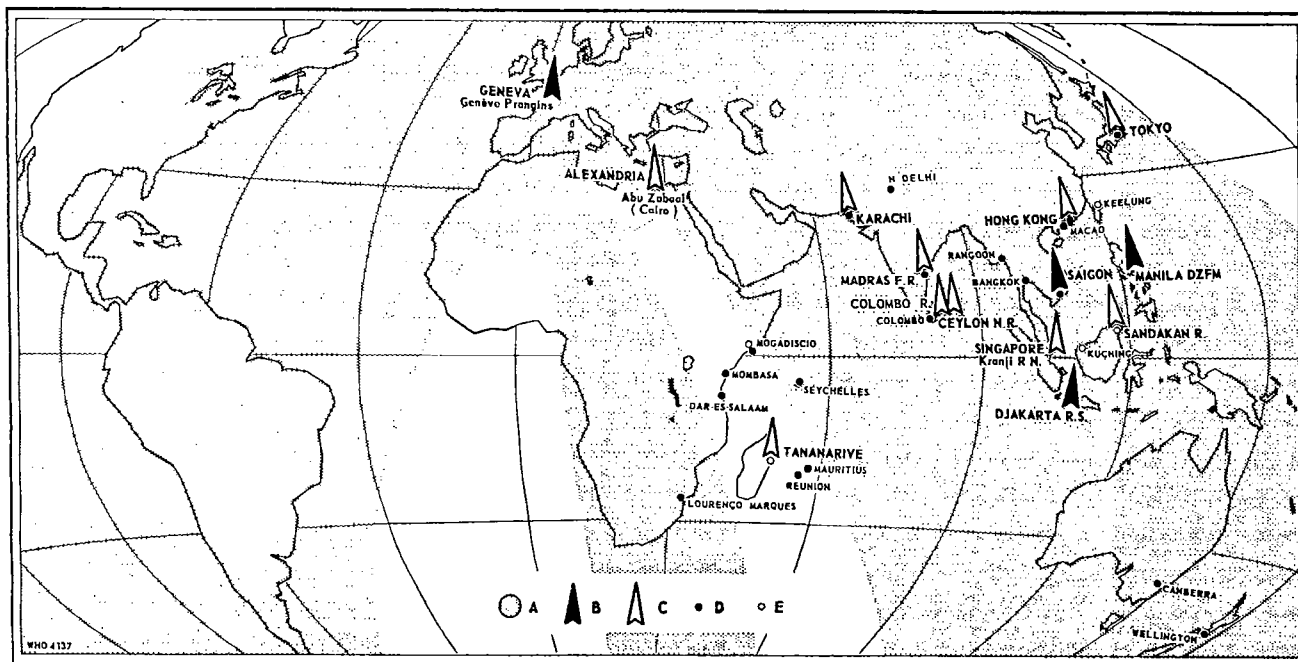 GENEVA
Genève Prangins
TOKYO
ALEXANDRIA
Abu Zabaal
(Cairo)
N' DELHI
KARACHI
HONG KONG
KEELUNG
MACAO
RANGOON
MADRAS F.R.
BANGKOK
SAIGON
MANILA DZFM
COLOMBO R.
COLOMBO
CEYLON N.R.
SANDAKAN R.
SINGAPORE
Kranji R N.
KUCHING
MOGADISCIO
MOMBASA
SEYCHELLES
DAR-ES-SALAAM
DJAKARTA R.S.
TANANARIVE
MAURITIUS
REUNION
LOURENÇO MARQUES
A B C D E
CANBERRA
WELLINGTON
WHO 4137